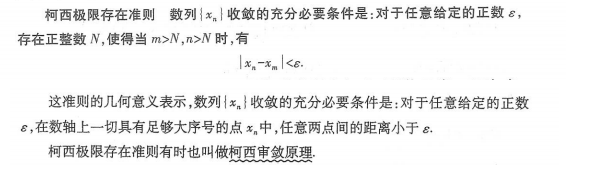 柯西极限存在准则 数列{xₙ}收敛的充分必要条件是:对于任意给定的正数 ε,
存在正整数 N,使得当 m>N,n>N 时,有
|xₙ-xₘ|<ε.
这准则的几何意义表示,数列{xₙ}收敛的充分必要条件是:对于任意给定的正数
ε,在数轴上一切具有足够大序号的点 xₙ中,任意两点间的距离小于 ε.
柯西极限存在准则有时也叫做柯西审敛原理.